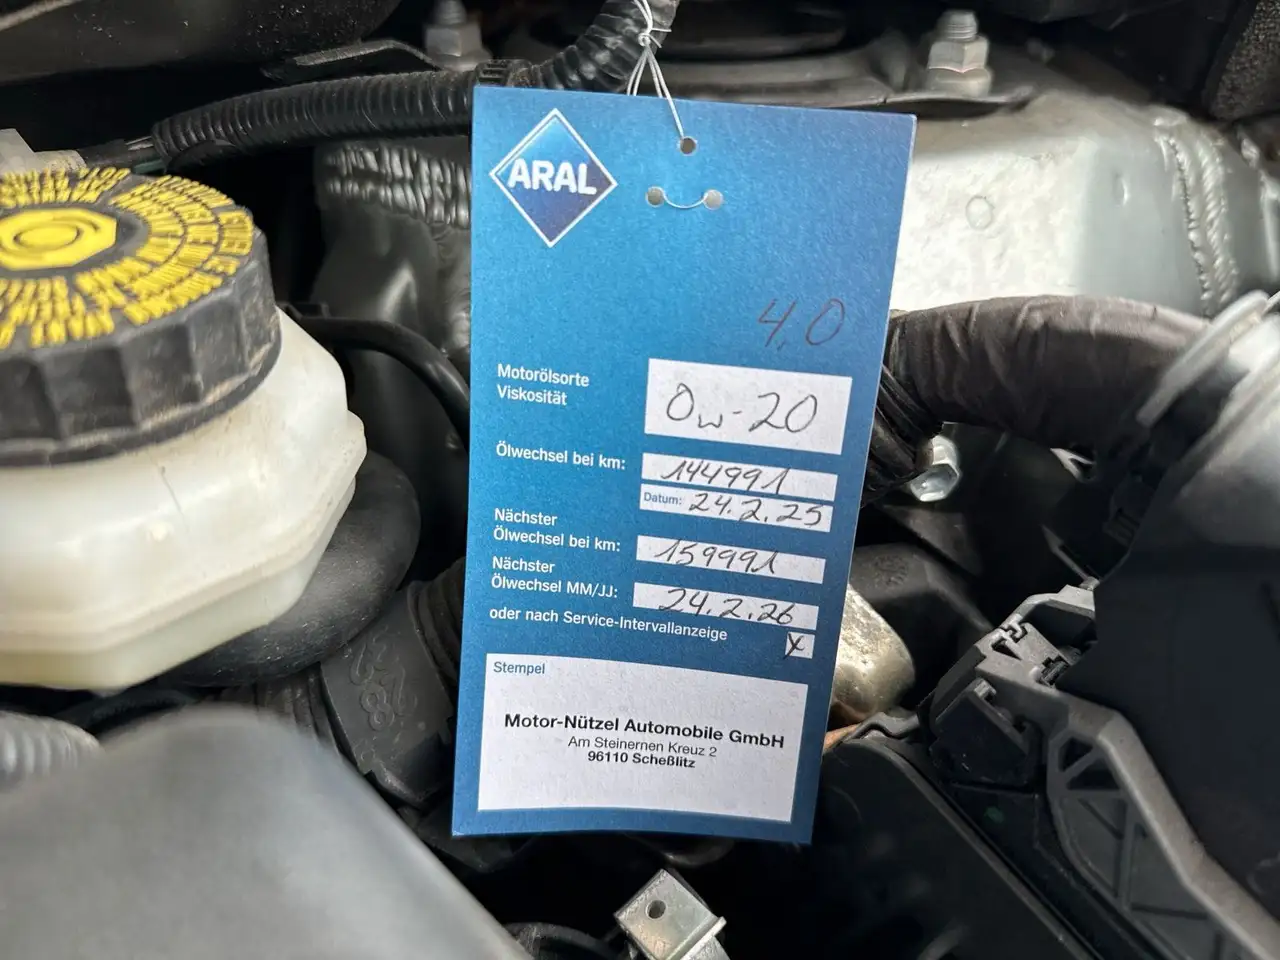 ARAL
4,0
Motorölsorte
Viskosität
0w-20
Ölwechsel bei km:
144991
Datum: 24.2.25
Nächster
Ölwechsel bei km:
159991
Nächster
Ölwechsel MM/JJ:
24.2.26
oder nach Service-Intervallanzeige
x
Stempel
Motor-Nützel Automobile GmbH
Am Steinernen Kreuz 2
96110 Scheßlitz